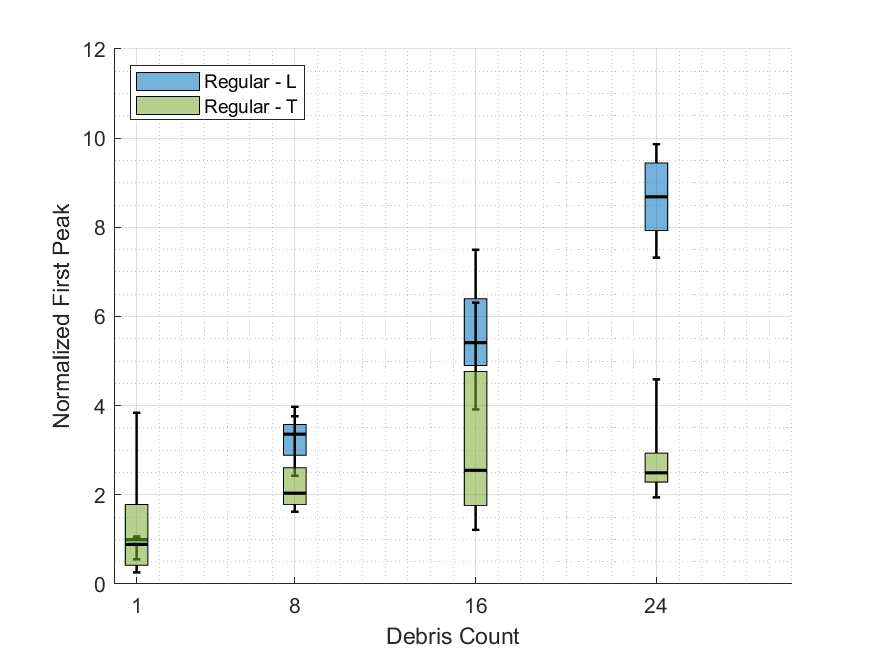 12
10
8
6
4
2
0
Normalized First Peak
Regular - L
Regular - T
1 8 16 24
Debris Count